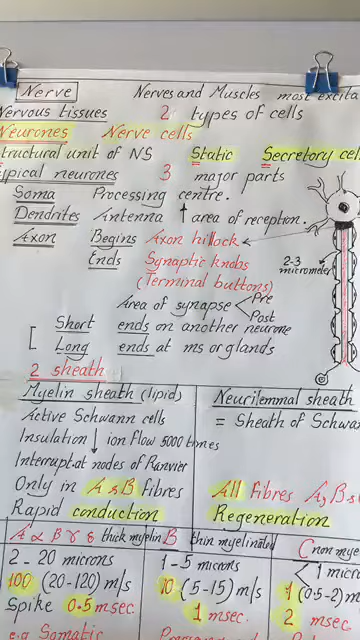 Nerve Nerves and Muscles most excita
Nervous tissues 2 types of cells
Neurones Nerve cells
structural unit of NS Static Secretory cel
Typical neurones 3 major parts
Soma Processing centre.
Dendrites Antenna ↑ area of reception.
Axon Begins Axon hillock
Ends Synaptic knobs
(Terminal buttons)
2-3
micrometer
Area of synapse < Pre
Post
[ Short ends on another neurone
Long ends at ms or glands
2 sheath
Myelin sheath (lipid)
Active Schwann cells
Insulation ↓ ion flow 5000 times
Interrupt. at nodes of Ranvier
Only in A & B fibres
Rapid conduction
Neurilemmal sheath
= Sheath of Schwa
All Fibres A, B &
Regeneration
A α β γ δ thick myelin
2 - 20 microns
100 (20-120) m/s
Spike 0.5 msec.
e.g Somatic
B thin myelinated
1 - 5 microns
10 (5-15) m/s
1 msec.
C non mye
< 1 micro
1 (0.5-2) m
2 msec.